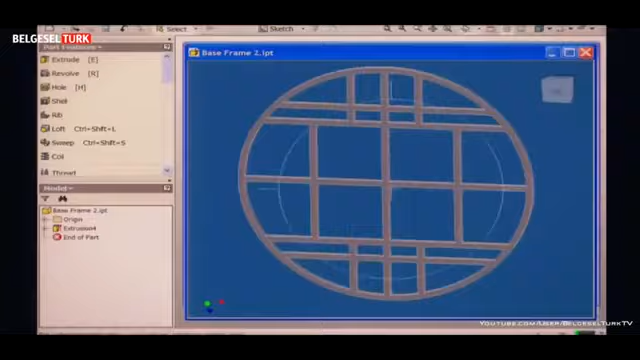 BELGESELTURK
Select
Sketch
Part Features
Extrude [E]
Revolve [R]
Hole [H]
Shell
Rib
Loft Ctrl+Shift+L
Sweep Ctrl+Shift+S
Coil
Thread
Model
Base Frame 2.ipt
Origin
Extrusion4
End of Part
Base Frame 2.ipt
Youtube.com/User/BelgeselTurkTV